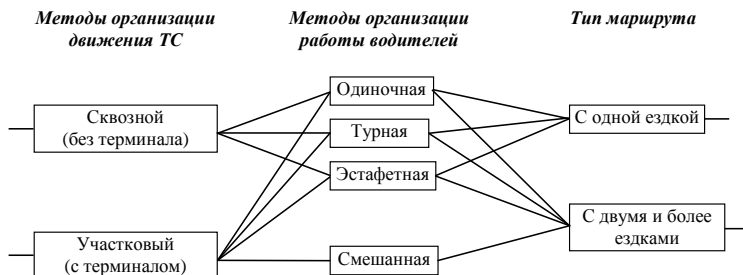 Методы организации
движения ТС
Методы организации
работы водителей
Тип маршрута
Сквозной
(без терминала)
Участковый
(с терминалом)
Одиночная
Турная
Эстафетная
Смешанная
С одной ездкой
С двумя и более
ездками